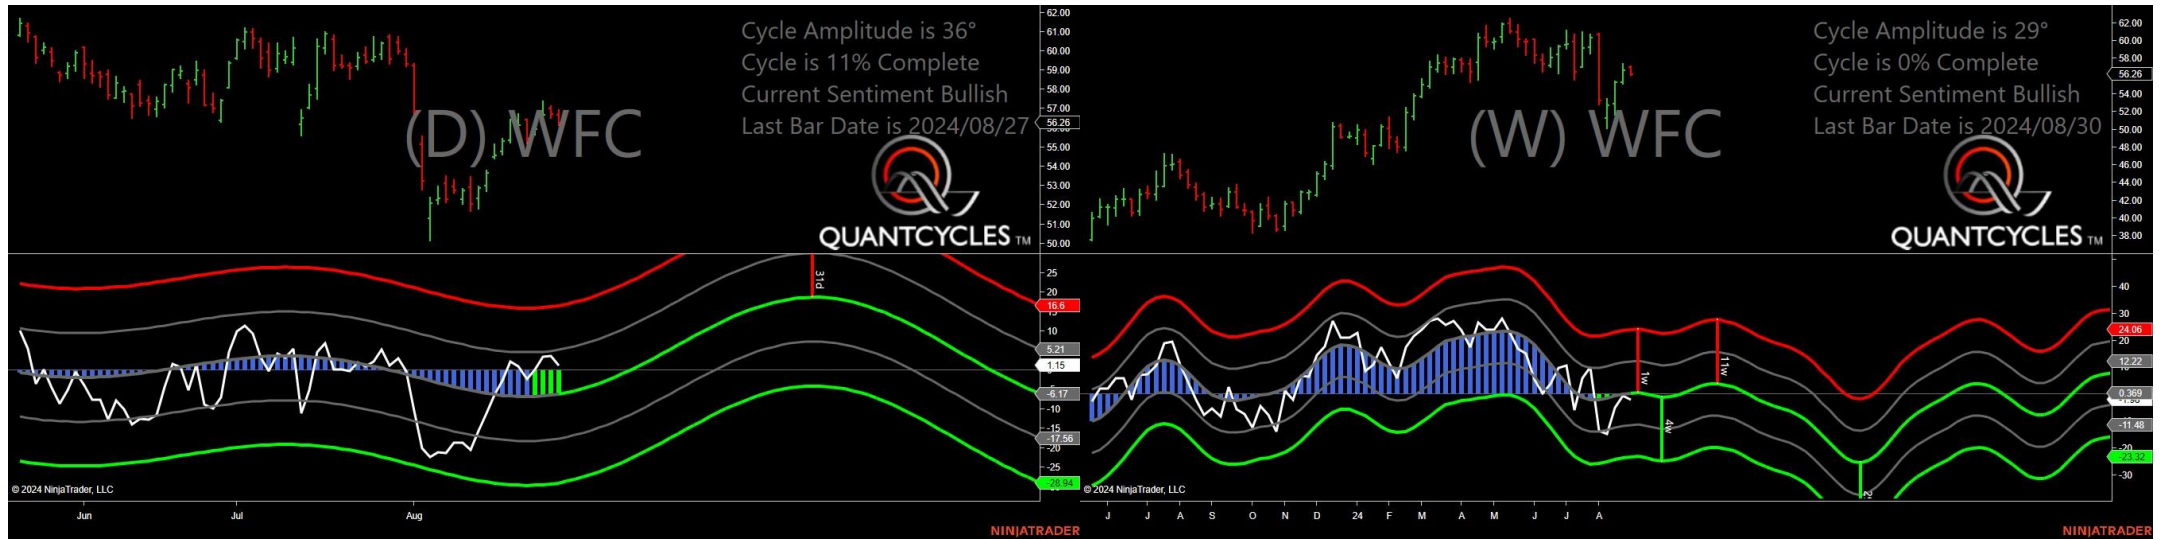 Cycle Amplitude is 36°
Cycle is 11% Complete
Current Sentiment Bullish
Last Bar Date is 2024/08/27
(D) WFC
QUANTCYCLES TM
62.00
61.00
60.00
59.00
58.00
57.00
56.26
55.00
54.00
53.00
52.00
51.00
50.00
31d
25
20
16.6
15
10
5.21
1.15
-6.17
-10
-15
-17.56
-20
-25
-28.94
© 2024 NinjaTrader, LLC
Jun
Jul
Aug
NINJATRADER
Cycle Amplitude is 29°
Cycle is 0% Complete
Current Sentiment Bullish
Last Bar Date is 2024/08/30
(W) WFC
QUANTCYCLES TM
62.00
60.00
58.00
56.26
54.00
52.00
50.00
48.00
46.00
44.00
42.00
40.00
38.00
1w
11w
4w
40
30
24.06
20
12.22
0.369
-11.48
-20
-23.32
-30
© 2024 NinjaTrader, LLC
J J A S O N D 24 F M A M J J A
NINJATRADER